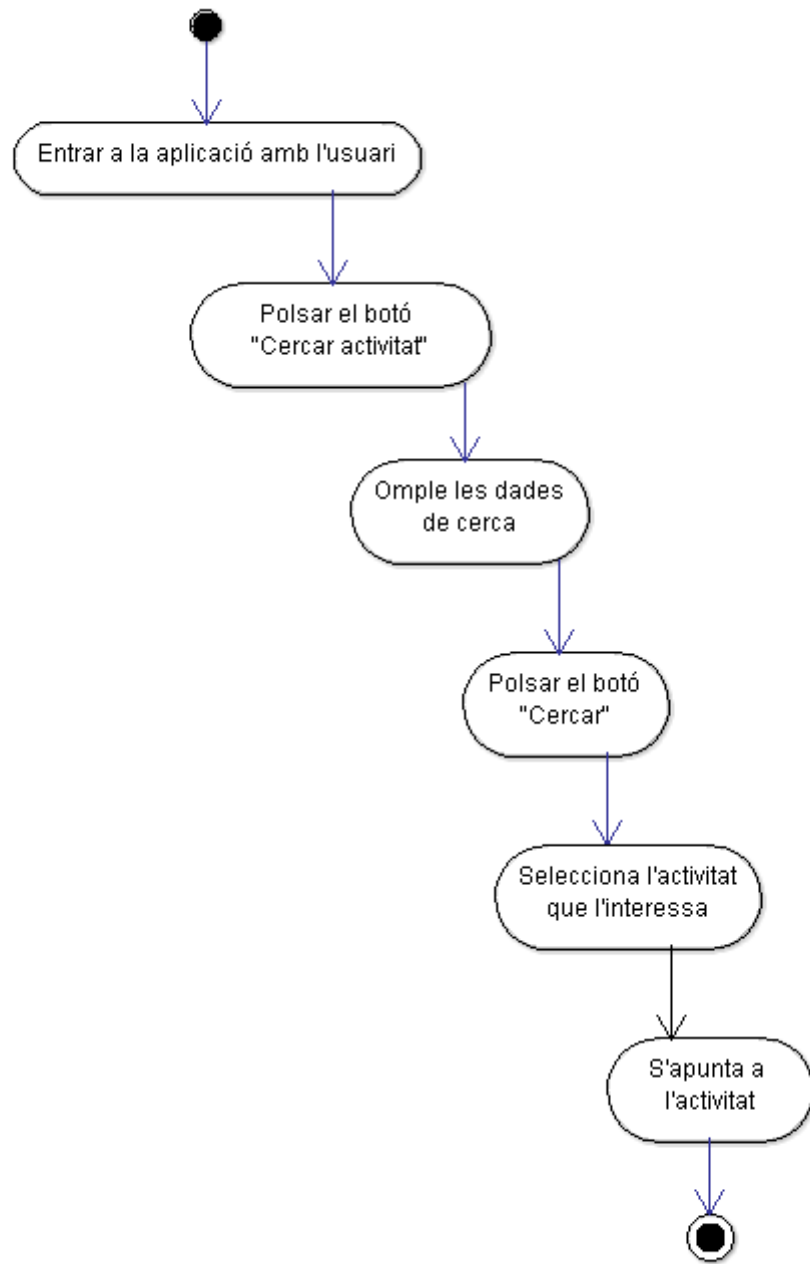 Entrar a la aplicació amb l'usuari
Polsar el botó
"Cercar activitat"
Omple les dades
de cerca
Polsar el botó
"Cercar"
Selecciona l'activitat
que l'interessa
S'apunta a
l'activitat